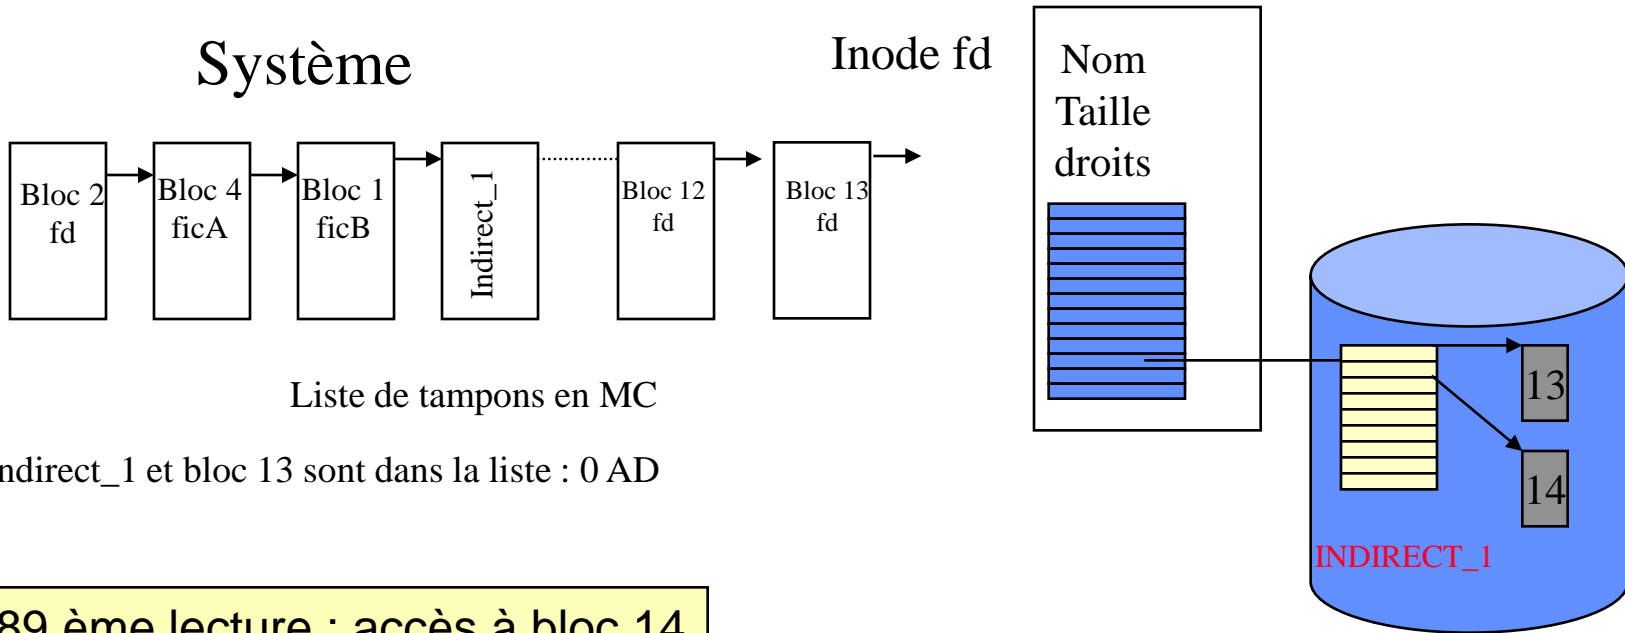 Système
Inode fd
Nom
Taille
droits
Bloc 2
fd
Bloc 4
ficA
Bloc 1
ficB
Indirect_1
Bloc 12
fd
Bloc 13
fd
Liste de tampons en MC
ndirect_1 et bloc 13 sont dans la liste : 0 AD
13
14
INDIRECT_1
89 ème lecture : accès à bloc 14